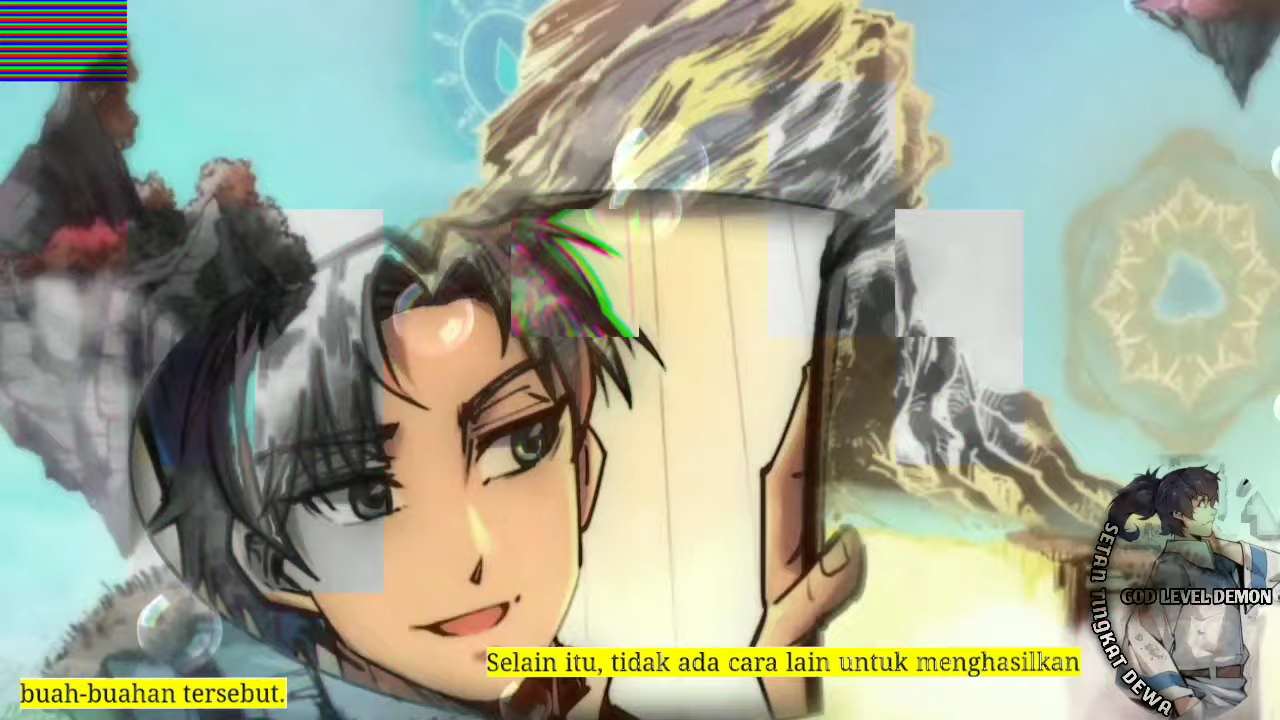 Selain itu, tidak ada cara lain untuk menghasilkan
buah-buahan tersebut.
GOD LEVEL DEMON
SETAN TINGKAT DEWA